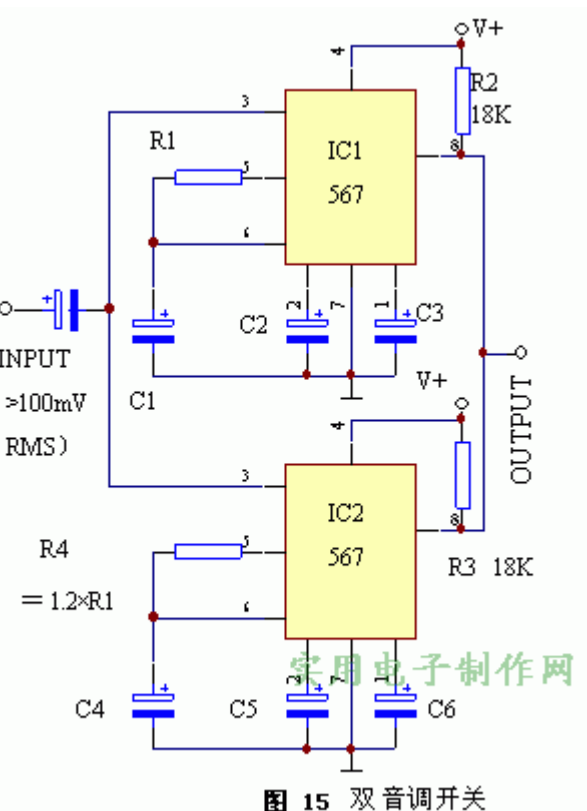 V+
4
R2
18K
3
R1
IC1
567
8
5
6
2
7
1
C2
C3
INPUT
>100mV
RMS）
C1
V+
OUTPUT
4
3
IC2
567
8
R4
＝1.2×R1
5
6
R3 18K
实用电子制作网
2
7
1
C4
C5
C6
图 15 双音调开关